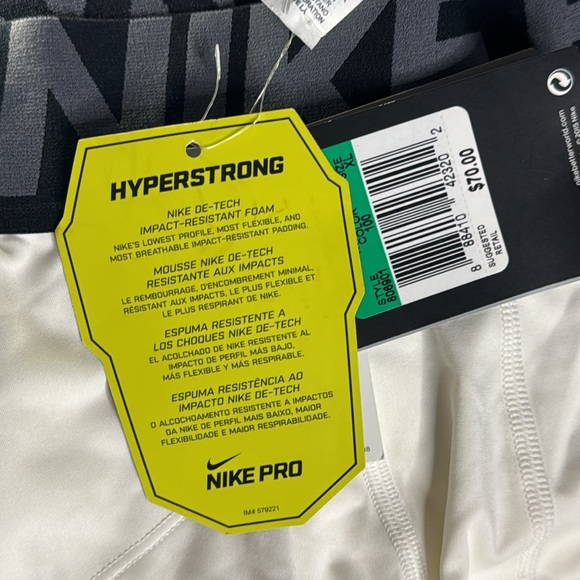 NIKE
HYPERSTRONG
NIKE DE-TECH
IMPACT-RESISTANT FOAM
NIKE'S LOWEST PROFILE, MOST FLEXIBLE, AND
MOST BREATHABLE IMPACT-RESISTANT PADDING.
MOUSSE NIKE DE-TECH
RESISTANTE AUX IMPACTS
LE REMBOURRAGE, D'ENCOMBREMENT MINIMAL,
RÉSISTANT AUX IMPACTS, LE PLUS FLEXIBLE ET
LE PLUS RESPIRANT DE NIKE.
ESPUMA RESISTENTE A
LOS CHOQUES NIKE DE-TECH
EL ACOLCHADO DE NIKE RESISTENTE AL
IMPACTO DE PERFIL MÁS BAJO,
MÁS FLEXIBLE Y MÁS RESPIRABLE.
ESPUMA RESISTÊNCIA AO
IMPACTO NIKE DE-TECH
O ALCOCHOAMENTO RESISTENTE A IMPACTOS
DA NIKE DE PERFIL MAIS BAIXO, MAIOR
FLEXIBILIDADE E MAIOR RESPIRABILIDADE.
NIKE PRO
IM# 579221
SIZE
XL
COLOR
100
STYLE
806901
8 88410 42320 2
$70.00
SUGGESTED
RETAIL